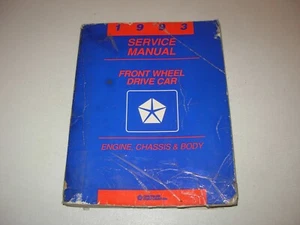 1993
SERVICE
MANUAL
FRONT WHEEL
DRIVE CAR
ENGINE, CHASSIS & BODY